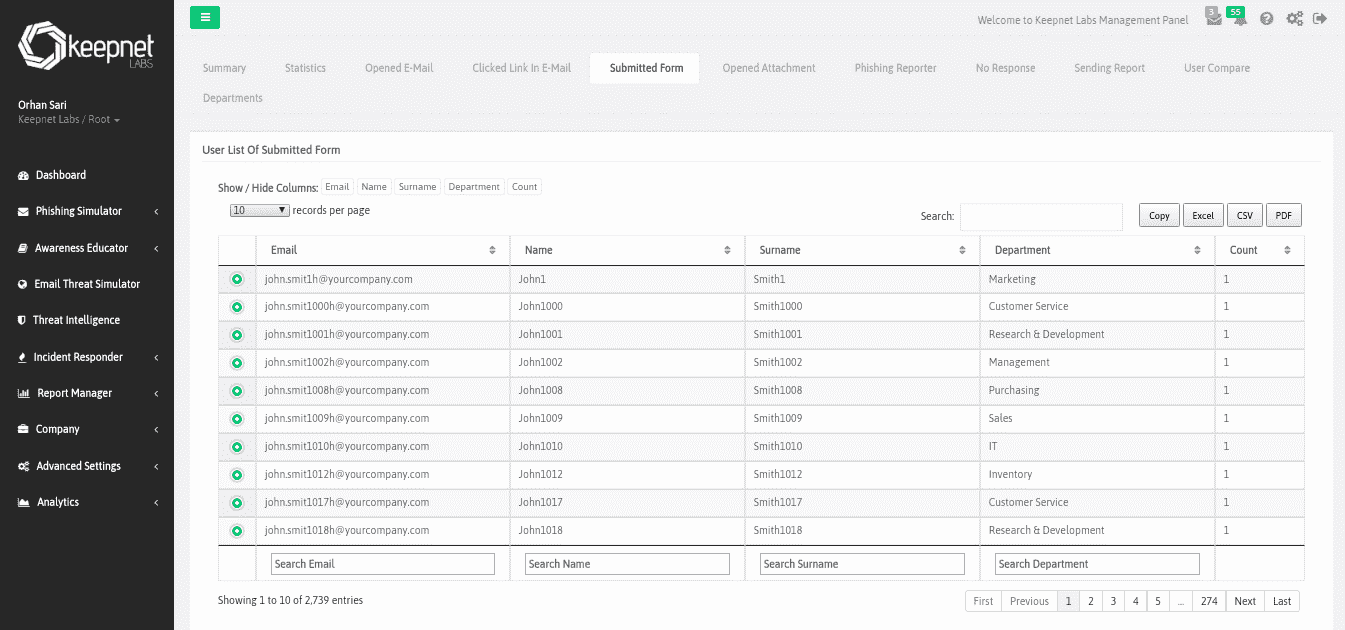 keepnet
LABS
Orhan Sari
Keepnet Labs / Root
Dashboard
Phishing Simulator
Awareness Educator
Email Threat Simulator
Threat Intelligence
Incident Responder
Report Manager
Company
Advanced Settings
Analytics
Welcome to Keepnet Labs Management Panel 3 55
Summary Statistics Opened E-Mail Clicked Link In E-Mail Submitted Form Opened Attachment Phishing Reporter No Response Sending Report User Compare
Departments
User List Of Submitted Form
Show / Hide Columns: Email Name Surname Department Count
10 records per page
Search: Copy Excel CSV PDF
Email Name Surname Department Count
john.smit1h@yourcompany.com John1 Smith1 Marketing 1
john.smit1000h@yourcompany.com John1000 Smith1000 Customer Service 1
john.smit1001h@yourcompany.com John1001 Smith1001 Research & Development 1
john.smit1002h@yourcompany.com John1002 Smith1002 Management 1
john.smit1008h@yourcompany.com John1008 Smith1008 Purchasing 1
john.smit1009h@yourcompany.com John1009 Smith1009 Sales 1
john.smit1010h@yourcompany.com John1010 Smith1010 IT 1
john.smit1012h@yourcompany.com John1012 Smith1012 Inventory 1
john.smit1017h@yourcompany.com John1017 Smith1017 Customer Service 1
john.smit1018h@yourcompany.com John1018 Smith1018 Research & Development 1
Search Email Search Name Search Surname Search Department
Showing 1 to 10 of 2,739 entries
First Previous 1 2 3 4 5 ... 274 Next Last